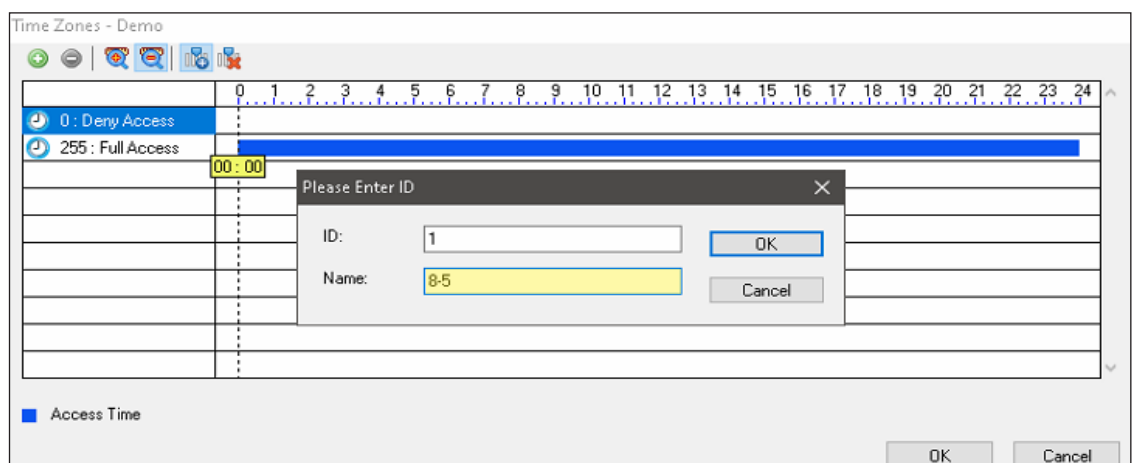 Time Zones - Demo
0 1 2 3 4 5 6 7 8 9 10 11 12 13 14 15 16 17 18 19 20 21 22 23 24
0 : Deny Access
255 : Full Access
00 : 00
Please Enter ID
ID: 1 OK
Name: 8-5 Cancel
Access Time
OK Cancel